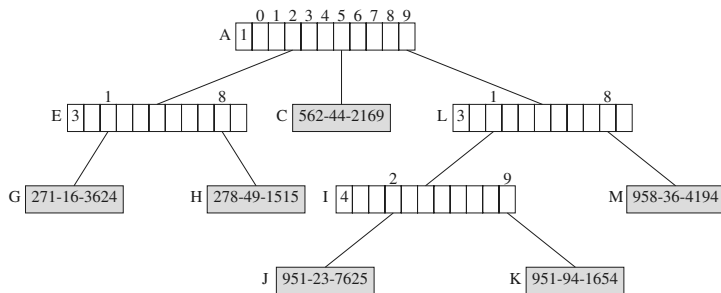 0 1 2 3 4 5 6 7 8 9
A 1
1 8 1 8
E 3 C 562-44-2169 L 3
2 9
G 271-16-3624 H 278-49-1515 I 4 M 958-36-4194
J 951-23-7625 K 951-94-1654